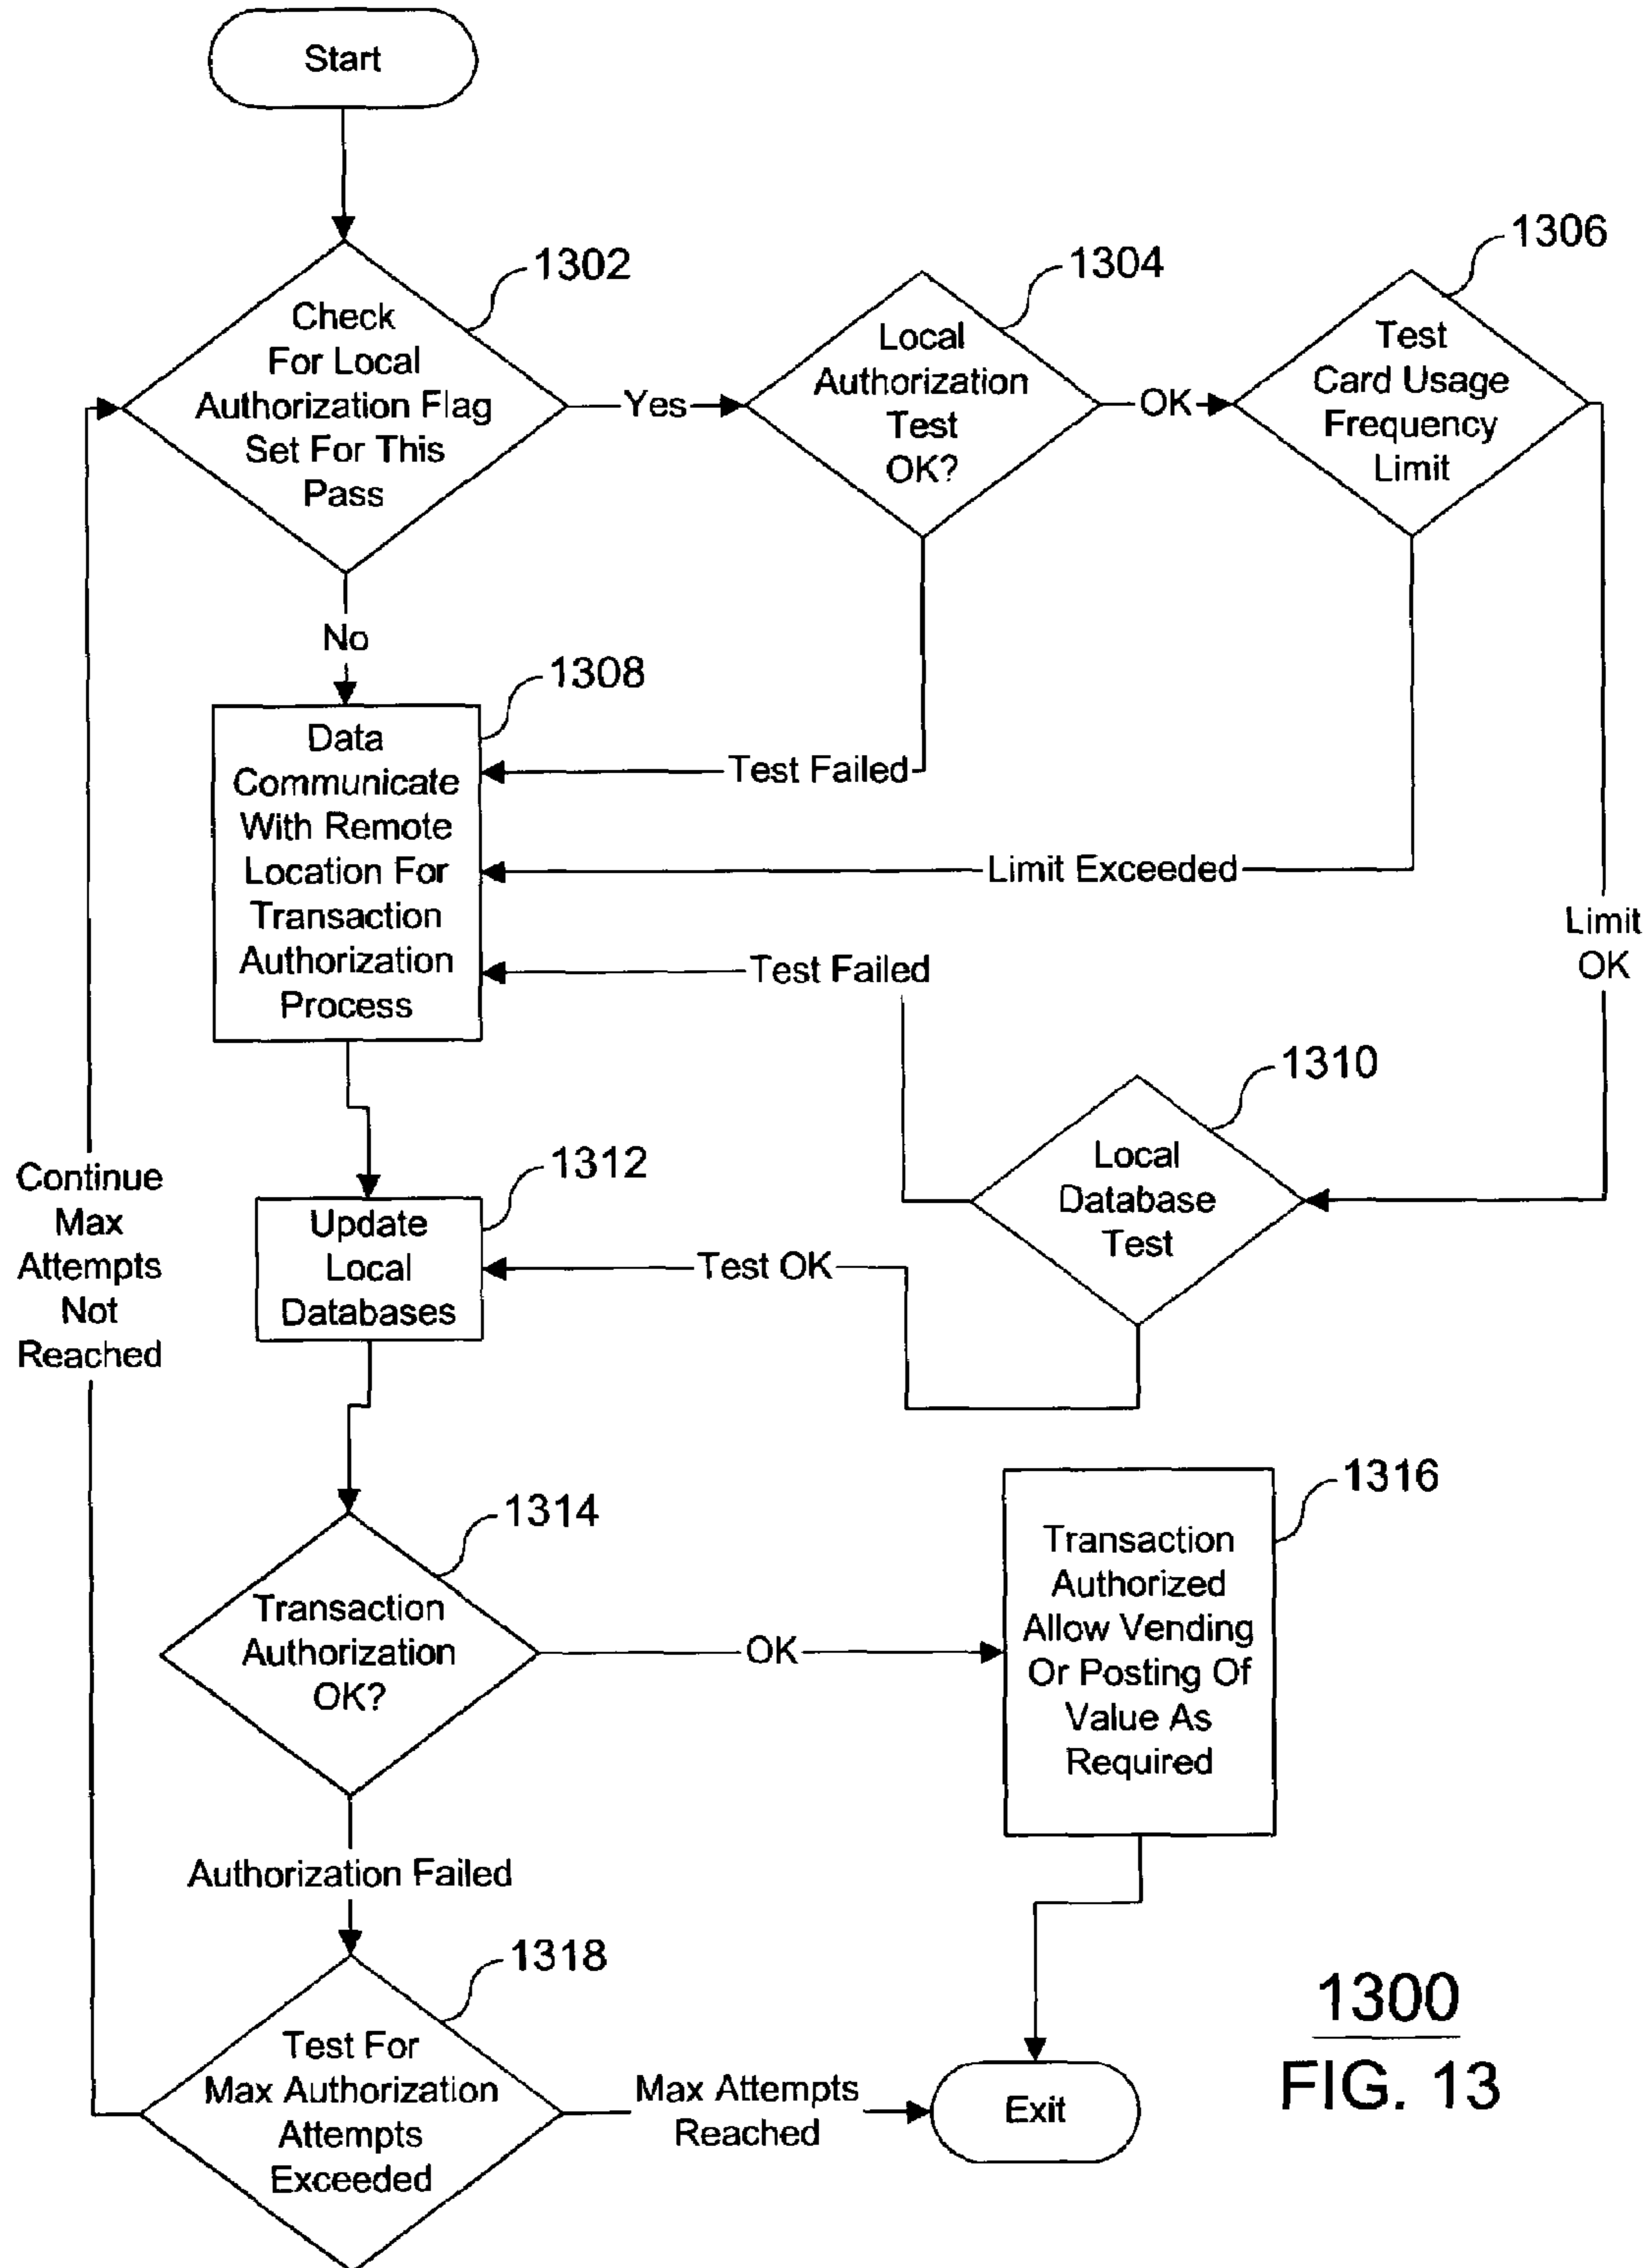 Start
1302
Check
For Local
Authorization Flag
Set For This
Pass
Yes
1304
Local
Authorization
Test
OK?
OK
1306
Test
Card Usage
Frequency
Limit
No
1308
Data
Communicate
With Remote
Location For
Transaction
Authorization
Process
Test Failed
Limit Exceeded
Test Failed
Limit
OK
1310
Local
Database
Test
Continue
Max
Attempts
Not
Reached
1312
Update
Local
Databases
Test OK
1314
Transaction
Authorization
OK?
OK
1316
Transaction
Authorized
Allow Vending
Or Posting Of
Value As
Required
Authorization Failed
1318
Test For
Max Authorization
Attempts
Exceeded
Max Attempts
Reached
Exit
1300
FIG. 13